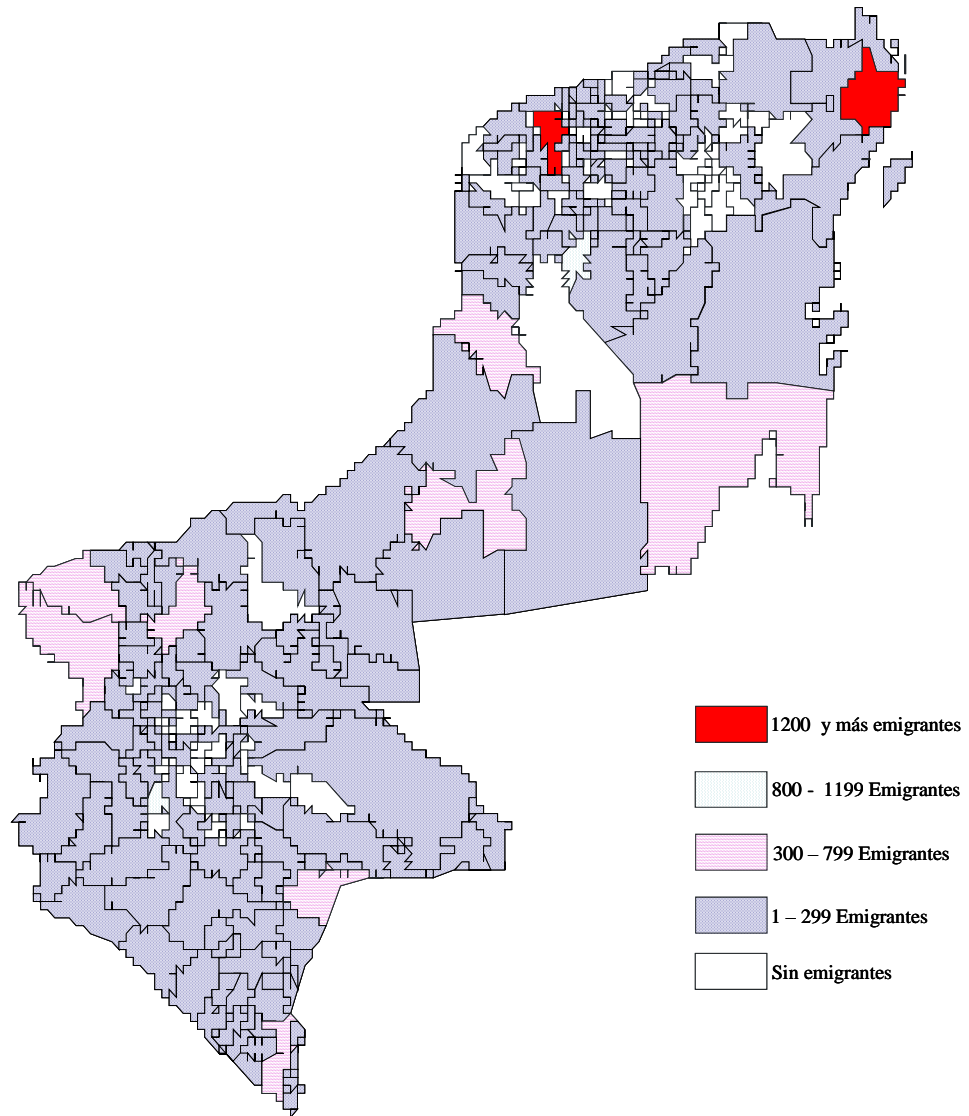 1200 y más emigrantes
800 - 1199 Emigrantes
300 – 799 Emigrantes
1 – 299 Emigrantes
Sin emigrantes